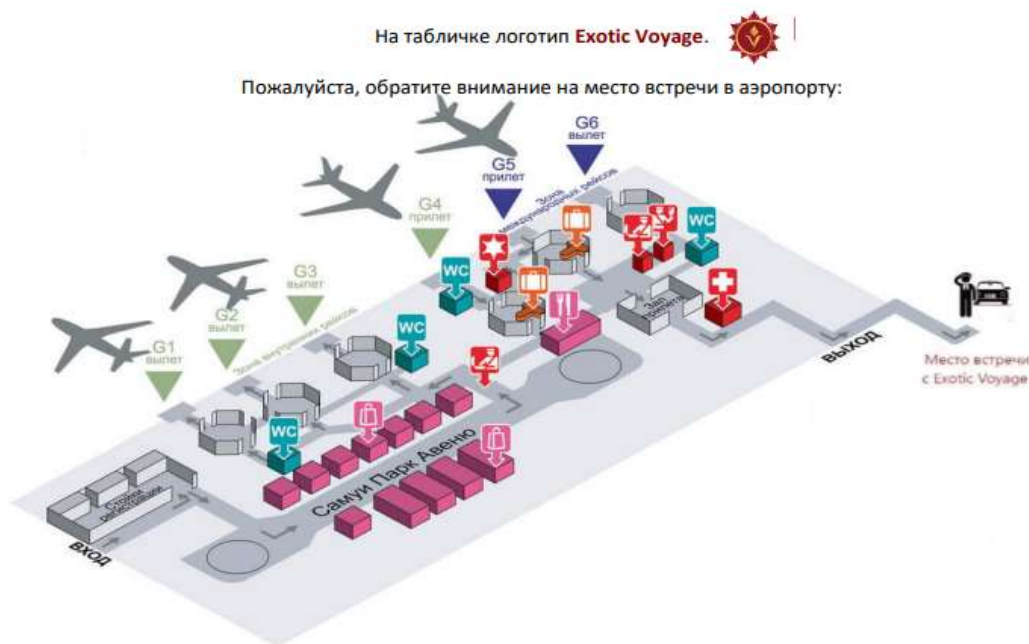 На табличке логотип Exotic Voyage.
Пожалуйста, обратите внимание на место встречи в аэропорту:
G6
вылет
G5
прилет
Зона
международных рейсов
G4
прилет
G3
вылет
G2
вылет
G1
вылет
Зона внутренних рейсов
WC
WC
WC
WC
Зал
прилета
ВЫХОД
Место встречи
с Exotic Voyage
Самуи Парк Авеню
Стойки
регистрации
ВХОД